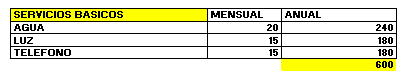 SERVICIOS BASICOS MENSUAL ANUAL
AGUA 20 240
LUZ 15 180
TELEFONO 15 180
600